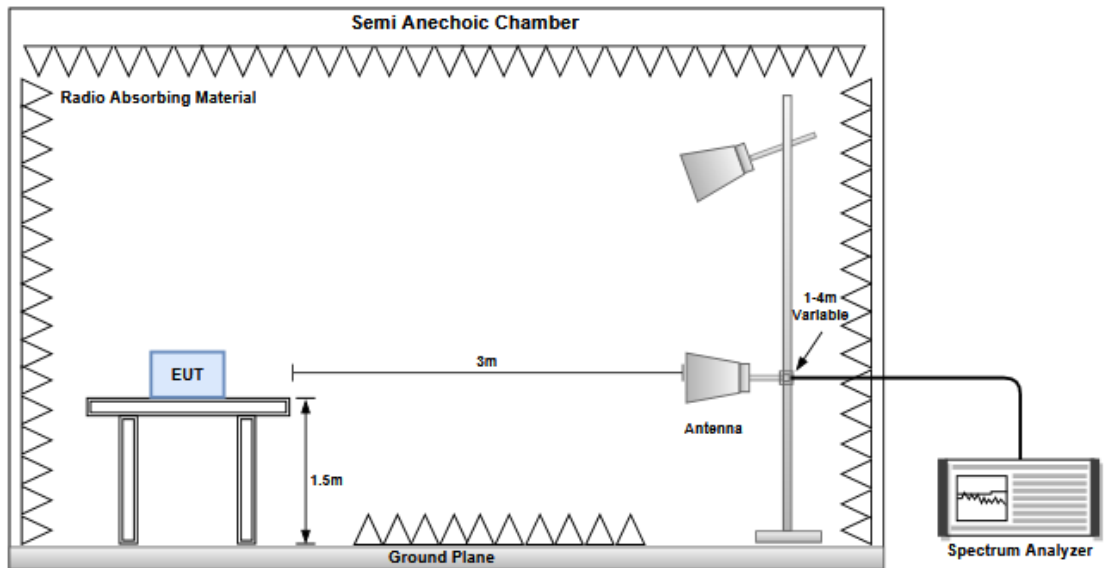 Semi Anechoic Chamber
Radio Absorbing Material
1-4m
Variable
3m
EUT
Antenna
1.5m
Ground Plane
Spectrum Analyzer